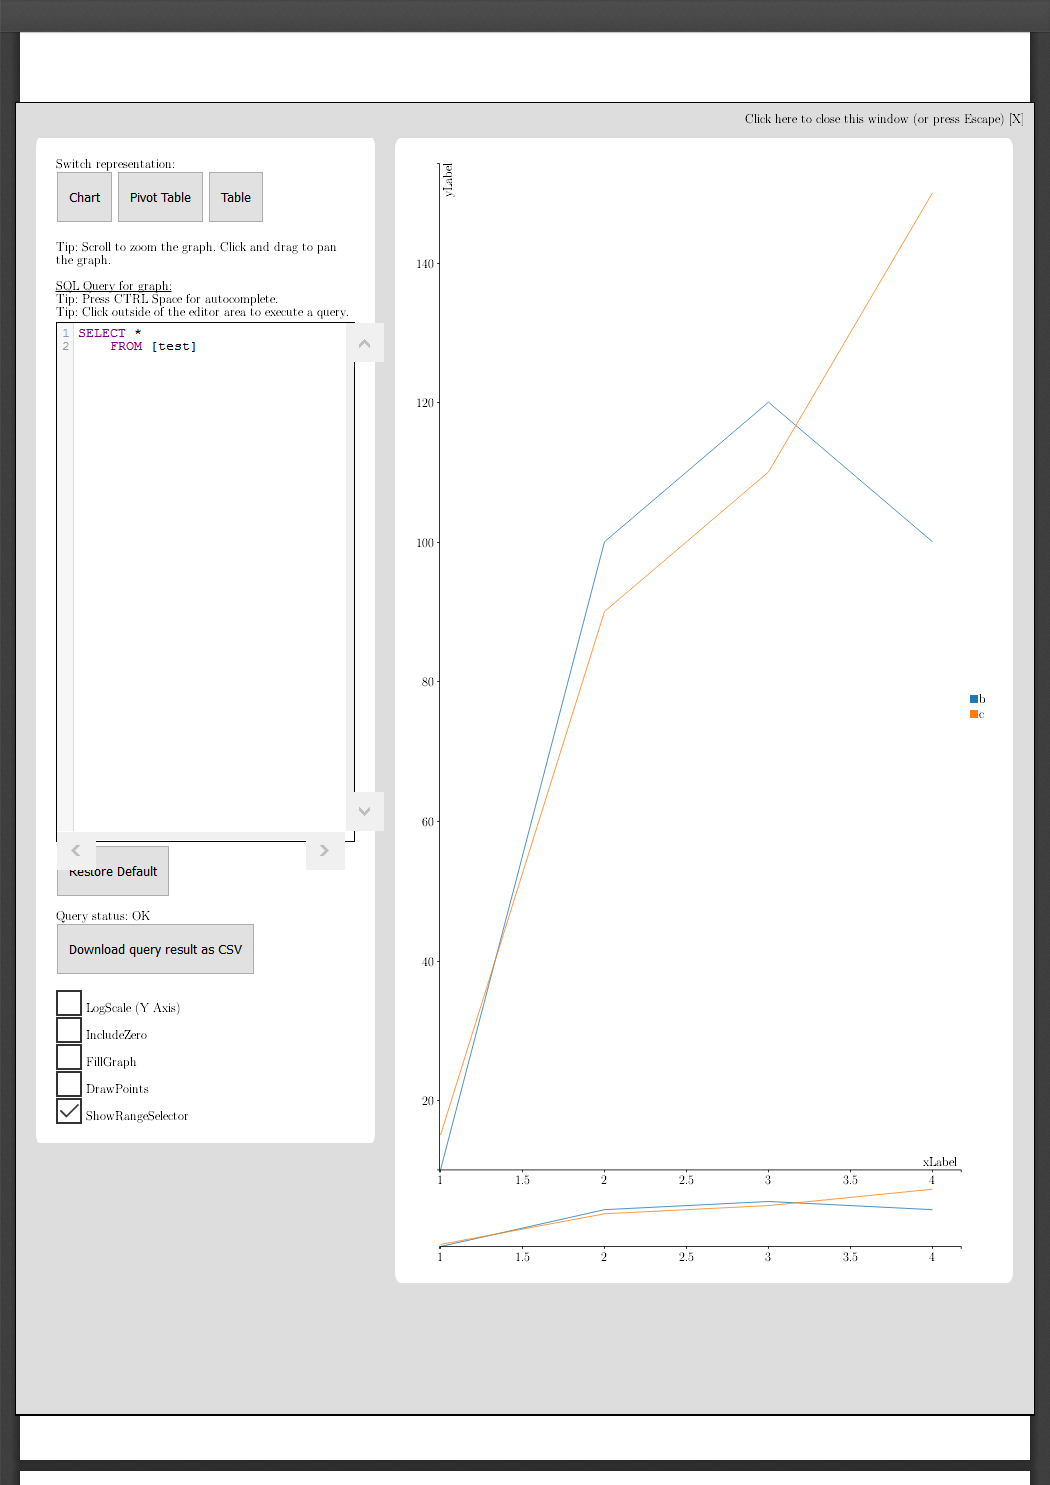 Click here to close this window (or press Escape) [X]
Switch representation:
Chart
Pivot Table
Table
Tip: Scroll to zoom the graph. Click and drag to pan
the graph.
SQL Query for graph:
Tip: Press CTRL Space for autocomplete.
Tip: Click outside of the editor area to execute a query.
1 SELECT *
2 FROM [test]
Restore Default
Query status: OK
Download query result as CSV
LogScale (Y Axis)
IncludeZero
FillGraph
DrawPoints
ShowRangeSelector
yLabel
140
120
100
80
60
40
20
b
c
xLabel
1 1.5 2 2.5 3 3.5 4
1 1.5 2 2.5 3 3.5 4